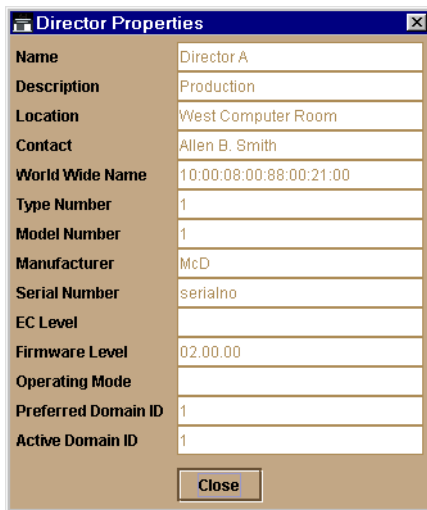 Director Properties
Name Director A
Description Production
Location West Computer Room
Contact Allen B. Smith
World Wide Name 10:00:08:00:88:00:21:00
Type Number 1
Model Number 1
Manufacturer McD
Serial Number serialno
EC Level
Firmware Level 02.00.00
Operating Mode
Preferred Domain ID 1
Active Domain ID 1
Close